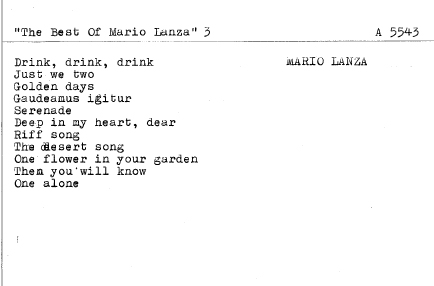 "The Best Of Mario Lanza" 3 A 5543
Drink, drink, drink MARIO LANZA
Just we two
Golden days
Gaudeamus igitur
Serenade
Deep in my heart, dear
Riff song
The desert song
One flower in your garden
Then you will know
One alone